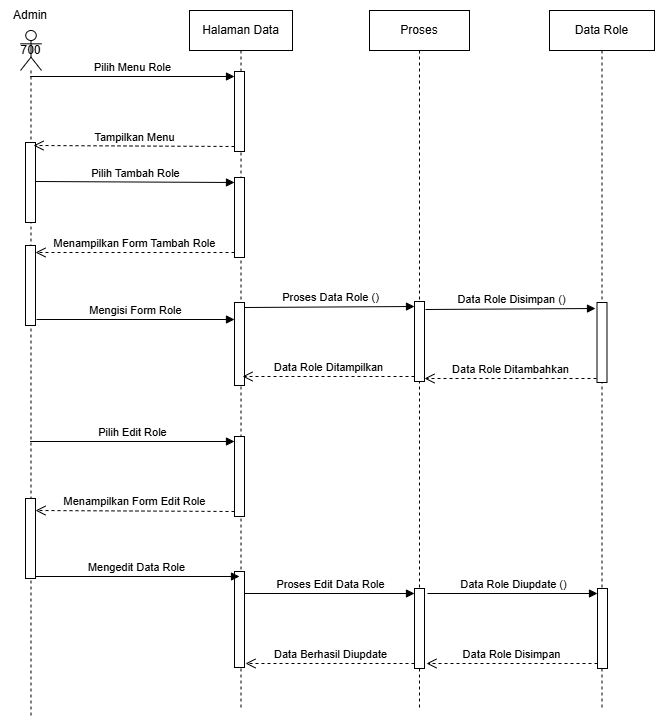 Admin
Halaman Data
Proses
Data Role
700
Pilih Menu Role
Tampilkan Menu
Pilih Tambah Role
Menampilkan Form Tambah Role
Proses Data Role ()
Data Role Disimpan ()
Mengisi Form Role
Data Role Ditampilkan
Data Role Ditambahkan
Pilih Edit Role
Menampilkan Form Edit Role
Mengedit Data Role
Proses Edit Data Role
Data Role Diupdate ()
Data Berhasil Diupdate
Data Role Disimpan